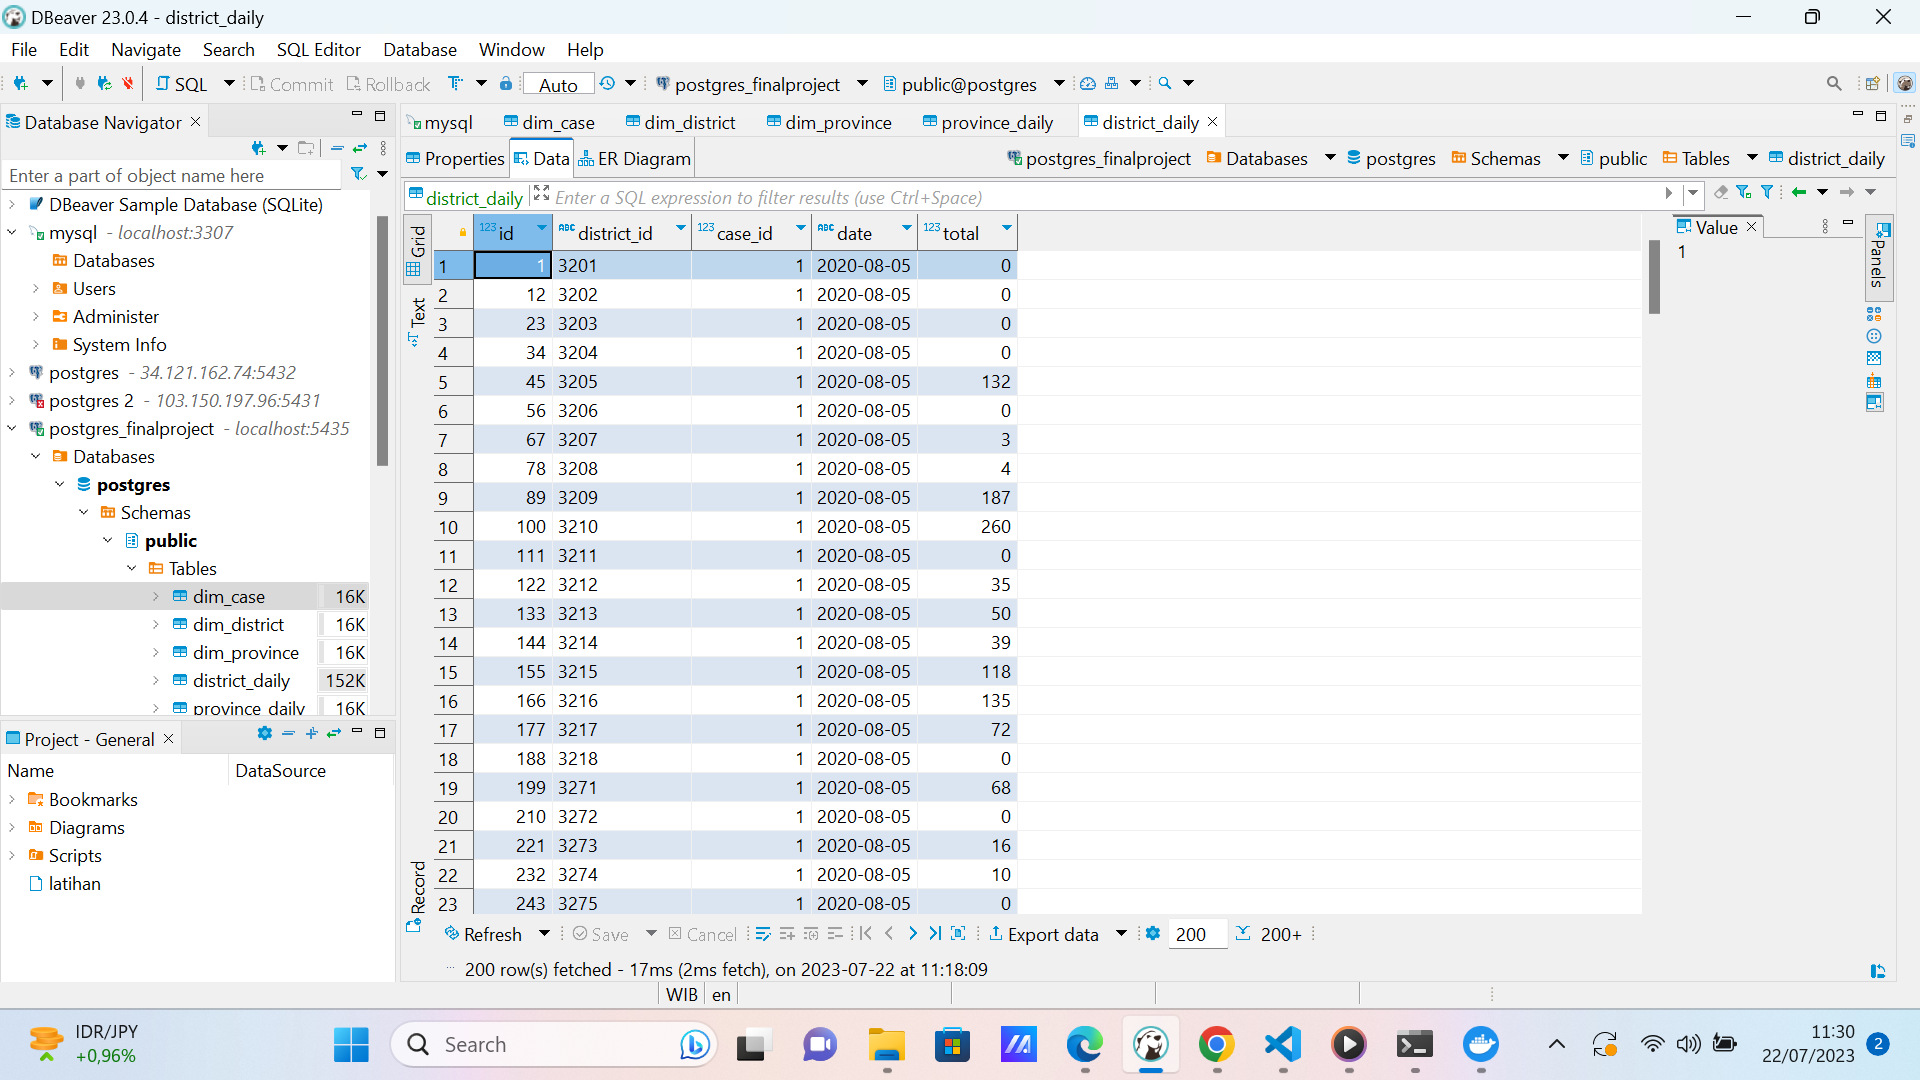 DBeaver 23.0.4 - district_daily
File Edit Navigate Search SQL Editor Database Window Help
SQL Commit Rollback Auto postgres_finalproject public@postgres
Database Navigator
Enter a part of object name here
DBeaver Sample Database (SQLite)
mysql - localhost:3307
Databases
Users
Administer
System Info
postgres - 34.121.162.74:5432
postgres 2 - 103.150.197.96:5431
postgres_finalproject - localhost:5435
Databases
postgres
Schemas
public
Tables
dim_case 16K
dim_district 16K
dim_province 16K
district_daily 152K
province_daily 16K
Project - General
Name DataSource
Bookmarks
Diagrams
Scripts
latihan
mysql dim_case dim_district dim_province province_daily district_daily
Properties Data ER Diagram postgres_finalproject Databases postgres Schemas public Tables district_daily
district_daily Enter a SQL expression to filter results (use Ctrl+Space)
Grid
Text
Record
123 id ABC district_id 123 case_id ABC date 123 total
1 1 3201 1 2020-08-05 0
2 12 3202 1 2020-08-05 0
3 23 3203 1 2020-08-05 0
4 34 3204 1 2020-08-05 0
5 45 3205 1 2020-08-05 132
6 56 3206 1 2020-08-05 0
7 67 3207 1 2020-08-05 3
8 78 3208 1 2020-08-05 4
9 89 3209 1 2020-08-05 187
10 100 3210 1 2020-08-05 260
11 111 3211 1 2020-08-05 0
12 122 3212 1 2020-08-05 35
13 133 3213 1 2020-08-05 50
14 144 3214 1 2020-08-05 39
15 155 3215 1 2020-08-05 118
16 166 3216 1 2020-08-05 135
17 177 3217 1 2020-08-05 72
18 188 3218 1 2020-08-05 0
19 199 3271 1 2020-08-05 68
20 210 3272 1 2020-08-05 0
21 221 3273 1 2020-08-05 16
22 232 3274 1 2020-08-05 10
23 243 3275 1 2020-08-05 0
Value
1
Panels
Refresh Save Cancel Export data 200 200+
200 row(s) fetched - 17ms (2ms fetch), on 2023-07-22 at 11:18:09
WIB en
IDR/JPY
+0,96%
Search
11:30
22/07/2023
2